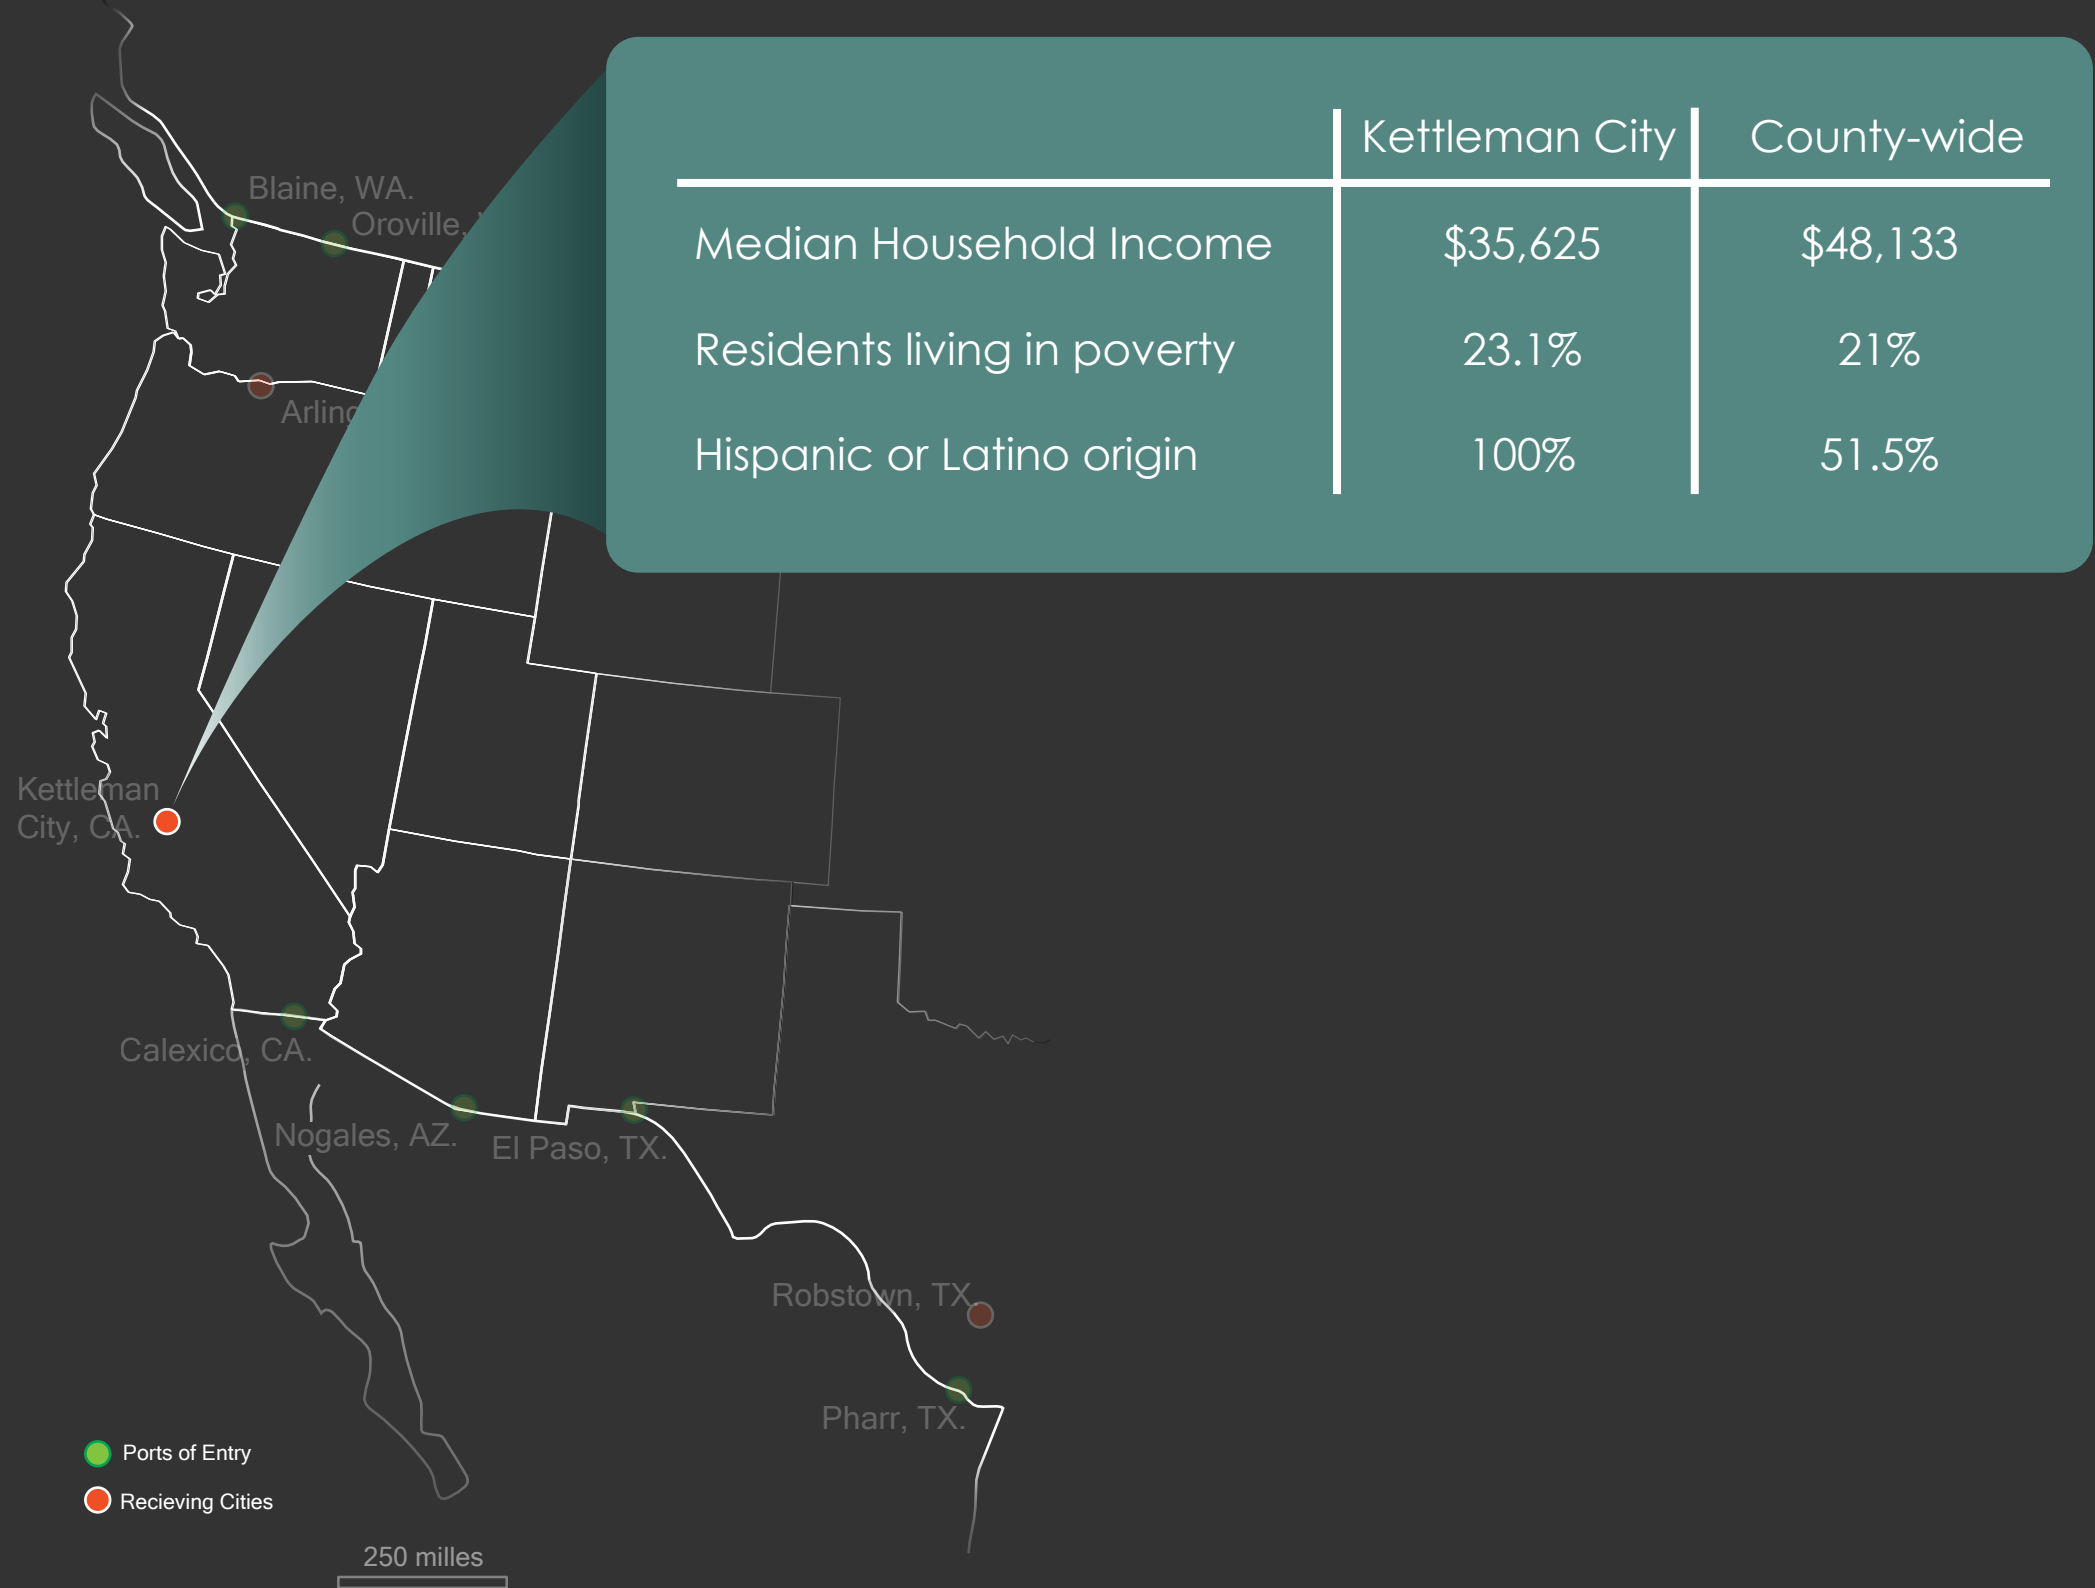 Kettleman City County-wide
Median Household Income $35,625 $48,133
Residents living in poverty 23.1% 21%
Hispanic or Latino origin 100% 51.5%
Blaine, WA.
Oroville,
Kettleman
City, CA.
Calexico, CA.
Nogales, AZ.
El Paso, TX.
Robstown, TX.
Pharr, TX.
Ports of Entry
Recieving Cities
250 milles